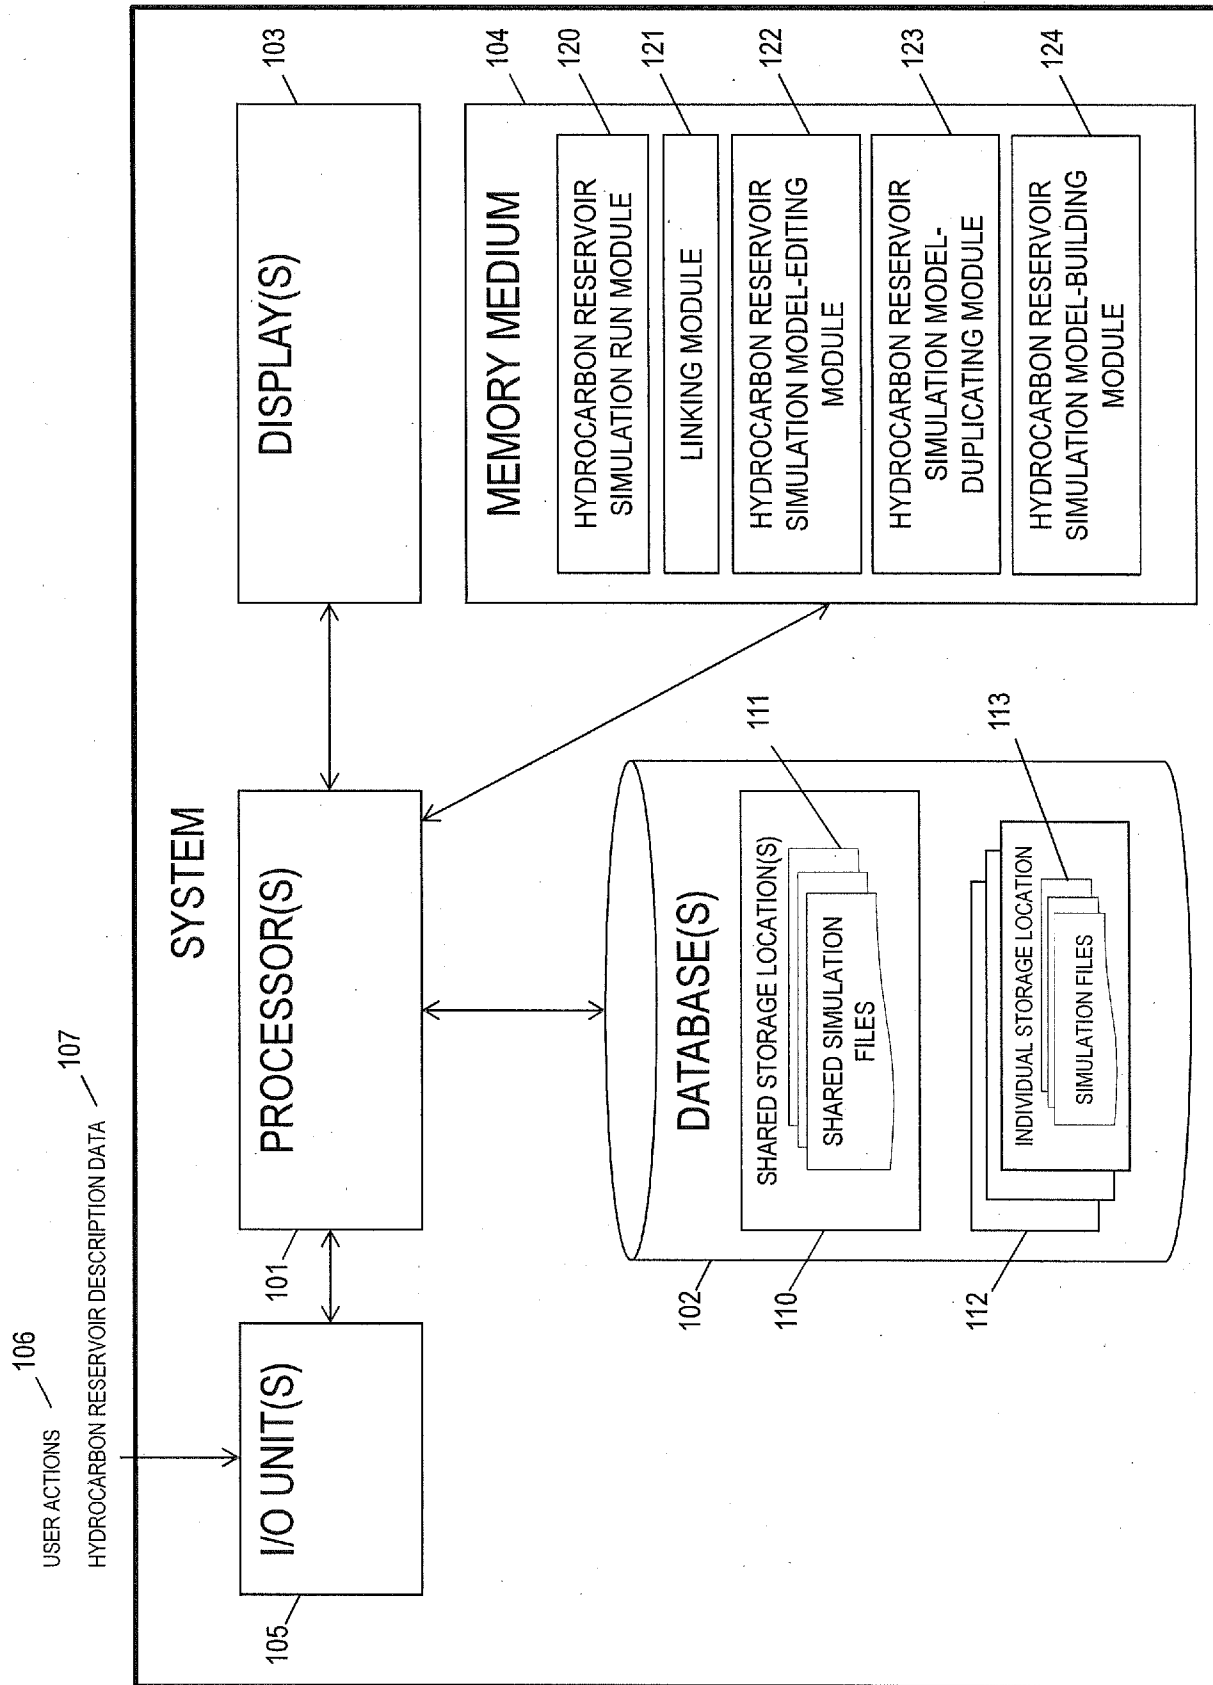 USER ACTIONS
106
HYDROCARBON RESERVOIR DESCRIPTION DATA
107
SYSTEM
I/O UNIT(S)
105
PROCESSOR(S)
101
DISPLAY(S)
103
DATABASE(S)
102
SHARED STORAGE LOCATION(S)
110
SHARED SIMULATION
FILES
111
INDIVIDUAL STORAGE LOCATION
112
SIMULATION FILES
113
MEMORY MEDIUM
104
HYDROCARBON RESERVOIR
SIMULATION RUN MODULE
120
LINKING MODULE
121
HYDROCARBON RESERVOIR
SIMULATION MODEL-EDITING
MODULE
122
HYDROCARBON RESERVOIR
SIMULATION MODEL-
DUPLICATING MODULE
123
HYDROCARBON RESERVOIR
SIMULATION MODEL-BUILDING
MODULE
124